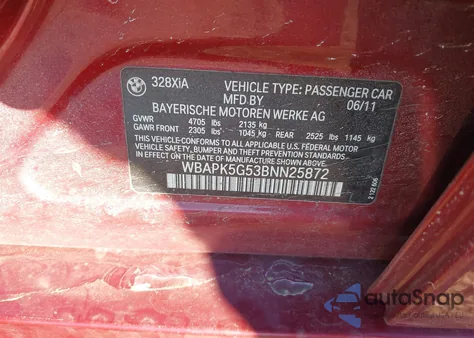 328XiA VEHICLE TYPE: PASSENGER CAR
MFD.BY 06/11
BAYERISCHE MOTOREN WERKE AG
GVWR 4705 lbs 2135 kg
GAWR FRONT 2305 lbs 1045 kg REAR 2525 lbs 1145 kg
THIS VEHICLE CONFORMS TO ALL APPLICABLE U.S. FEDERAL MOTOR
VEHICLE SAFETY, BUMPER, AND THEFT PREVENTION STANDARDS
IN EFFECT ON THE DATE OF MANUFACTURE SHOWN ABOVE.
WBAPK5G53BNN25872
autoSnap